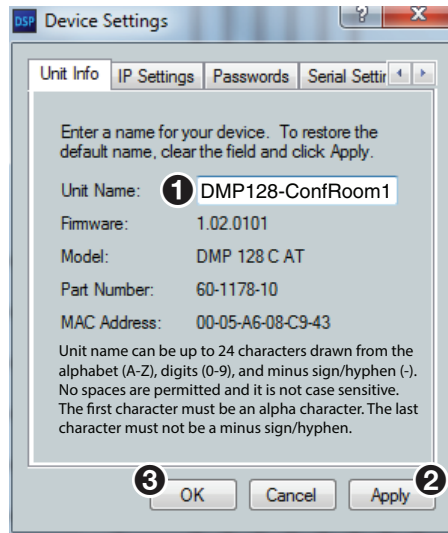 DSP Device Settings ? X
Unit Info IP Settings Passwords Serial Settir
Enter a name for your device. To restore the
default name, clear the field and click Apply.
Unit Name: 1 DMP128-ConfRoom1
Firmware: 1.02.0101
Model: DMP 128 C AT
Part Number: 60-1178-10
MAC Address: 00-05-A6-08-C9-43
Unit name can be up to 24 characters drawn from the
alphabet (A-Z), digits (0-9), and minus sign/hyphen (-).
No spaces are permitted and it is not case sensitive.
The first character must be an alpha character. The last
character must not be a minus sign/hyphen.
3 OK Cancel Apply 2